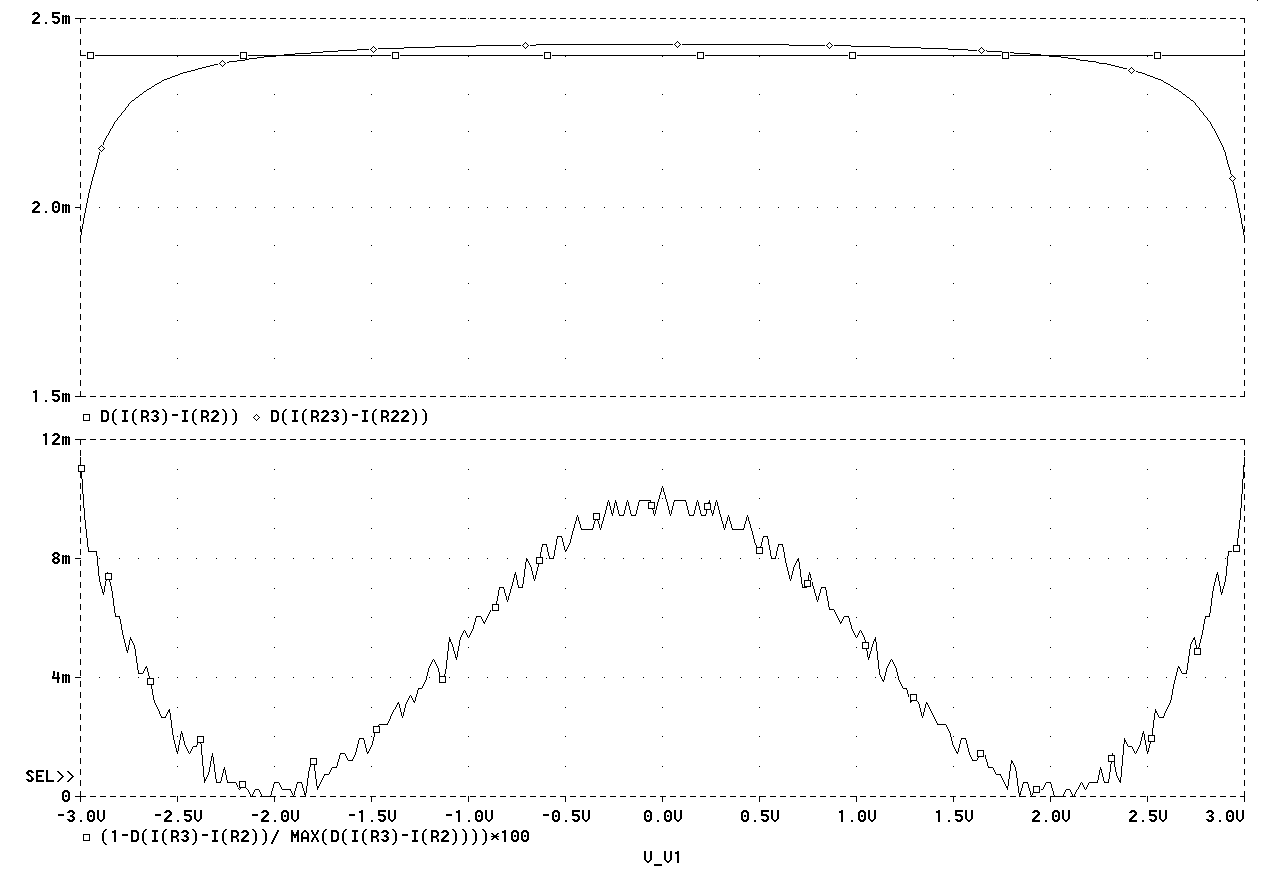 2.5m
2.0m
1.5m
D(I(R3)-I(R2)) D(I(R23)-I(R22))
12m
8m
4m
SEL>>
0
-3.0V -2.5V -2.0V -1.5V -1.0V -0.5V 0.0V 0.5V 1.0V 1.5V 2.0V 2.5V 3.0V
(1-D(I(R3)-I(R2))/ MAX(D(I(R3)-I(R2))))*100
V_V1